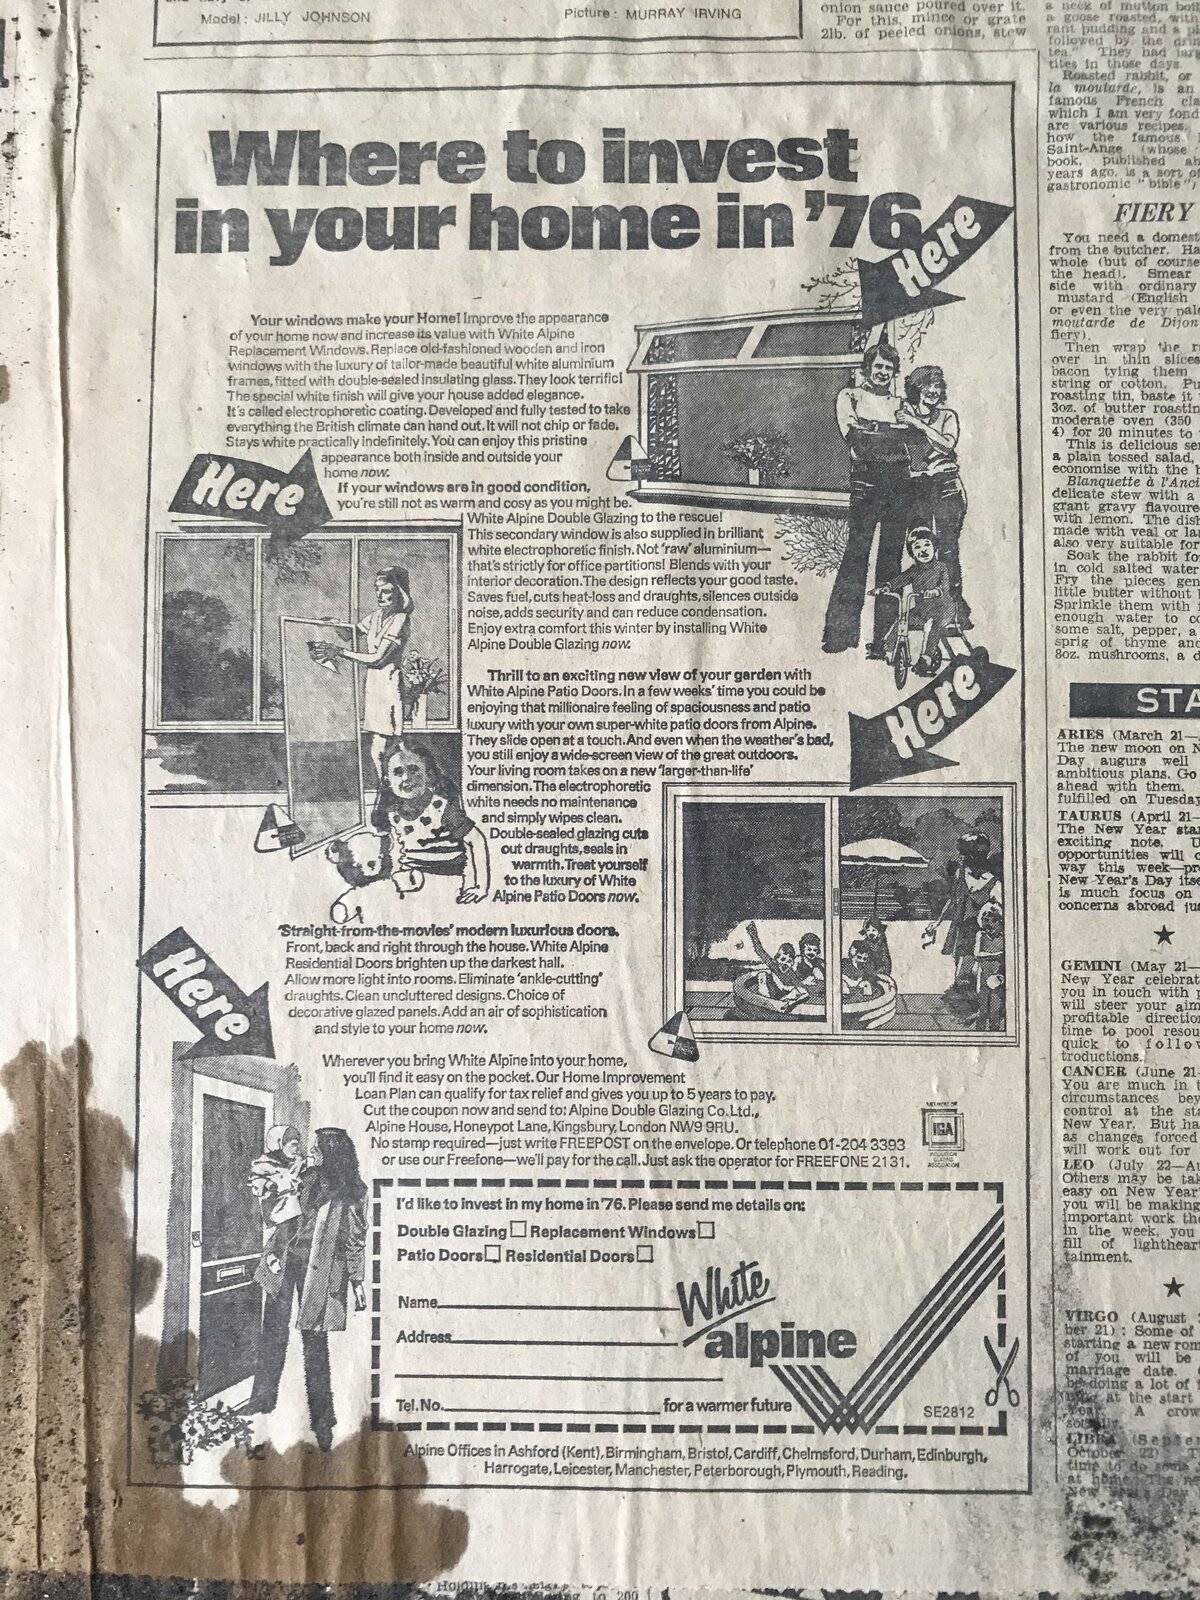 Model: JILLY JOHNSON
Picture: MURRAY IRVING
onion sauce poured over it.
For this, mince or grate
2lb. of peeled onions, stew
Where to invest
in your home in '76
Here
Your windows make your Home! Improve the appearance
of your home now and increase its value with White Alpine
Replacement Windows. Replace old-fashioned wooden and iron
windows with the luxury of tailor-made beautiful white aluminium
frames, fitted with double-sealed insulating glass. They look terrific!
The special white finish will give your house added elegance.
It's called electrophoretic coating. Developed and fully tested to take
everything the British climate can hand out. It will not chip or fade.
Stays white practically indefinitely. You can enjoy this pristine
appearance both inside and outside your
home now.
Here
If your windows are in good condition,
you're still not as warm and cosy as you might be.
White Alpine Double Glazing to the rescue!
This secondary window is also supplied in brilliant
white electrophoretic finish. Not 'raw' aluminium—
that's strictly for office partitions! Blends with your
interior decoration. The design reflects your good taste.
Saves fuel, cuts heat-loss and draughts, silences outside
noise, adds security and can reduce condensation.
Enjoy extra comfort this winter by installing White
Alpine Double Glazing now.
Here
Thrill to an exciting new view of your garden with
White Alpine Patio Doors. In a few weeks' time you could be
enjoying that millionaire feeling of spaciousness and patio
luxury with your own super-white patio doors from Alpine.
They slide open at a touch. And even when the weather's bad,
you still enjoy a wide-screen view of the great outdoors.
Your living room takes on a new 'larger-than-life'
dimension. The electrophoretic
white needs no maintenance
and simply wipes clean.
Double-sealed glazing cuts
out draughts, seals in
warmth. Treat yourself
to the luxury of White
Alpine Patio Doors now.
Here
'Straight-from-the-movies' modern luxurious doors.
Front, back and right through the house. White Alpine
Residential Doors brighten up the darkest hall.
Allow more light into rooms. Eliminate 'ankle-cutting'
draughts. Clean uncluttered designs. Choice of
decorative glazed panels. Add an air of sophistication
and style to your home now.
Wherever you bring White Alpine into your home,
you'll find it easy on the pocket. Our Home Improvement
Loan Plan can qualify for tax relief and gives you up to 5 years to pay.
Cut the coupon now and send to: Alpine Double Glazing Co. Ltd.,
Alpine House, Honeypot Lane, Kingsbury, London NW9 9RU.
No stamp required—just write FREEPOST on the envelope. Or telephone 01-204 3393
or use our Freefone—we'll pay for the call. Just ask the operator for FREEFONE 2131.
MEMBERS OF
IGA
I'd like to invest in my home in '76. Please send me details on:
Double Glazing Replacement Windows
Patio Doors Residential Doors
Name
Address
Tel. No.
White
alpine
for a warmer future
SE2812
Alpine Offices in Ashford (Kent), Birmingham, Bristol, Cardiff, Chelmsford, Durham, Edinburgh,
Harrogate, Leicester, Manchester, Peterborough, Plymouth, Reading.
a neck of mutton
a goose roasted, with
rant pudding and a
followed by the
tea." They had
tites in those days.
Roasted rabbit, or
la moutarde, is an
famous French
which I am very
are various recipes,
how the famous
Saint-Ange (whose
book, published
years ago, is a sort of
gastronomic "bible")
FIERY
You need a
from the butcher.
whole (but of course
the head). Smear
side with ordinary
mustard (English
or even the very
moutarde de Dijon
fiery).
Then wrap the
over in thin slices
bacon tying them
string or cotton.
roasting tin, baste it
3oz. of butter
moderate oven (350
4) for 20 minutes to
This is delicious
a plain tossed salad,
economise with the
Blanquette à
delicate stew with a
grant gravy
with lemon. The
made with veal or
also very suitable for
Soak the rabbit for
in cold salted water
Fry the pieces
little butter without
Sprinkle them with
enough water to
some salt, pepper, a
sprig of thyme and
8oz. mushrooms, a
STA
ARIES (March 21—
The new moon on
Day augurs well
ambitious plans. Go
ahead with them.
fulfilled on Tuesday
TAURUS (April 21—
The New Year
exciting note.
opportunities will
way this week—
New Year's Day
is much focus on
concerns abroad
GEMINI (May 21—
New Year
you in touch with
will steer your
profitable
time to pool
quick to follow
troductions.
CANCER (June 21—
You are much in
circumstances
control at the
New Year. But
as changes forced
will work out for
LEO (July 22—
Others may be
easy on New Year
you will be making
important work
in the week, you
fill of
tainment.
VIRGO (August
ber 21): Some of
starting a new
of you will be
marriage date.
be doing a lot of
at the start
Year. A
LIBRA
October 22)
time to do some
at home. The
New Year's Day